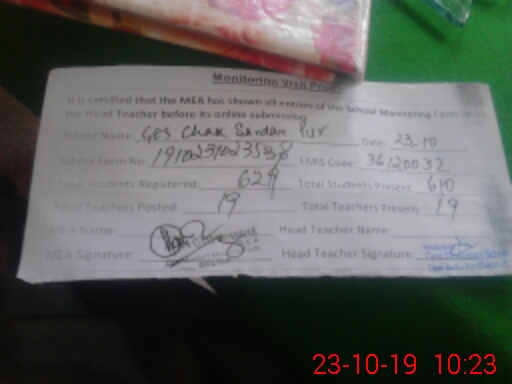 Monitoring Visit Proof
It is certified that the MEA has shown all entries of the School Monitoring Form to
the Head Teacher before its online submission
School Name: GES Chak Sardar Pur Date: 23-10
School Form No: EMIS Code: 36120032
Total Students Registered: 629 Total Students Present: 610
Total Teachers Posted: 19 Total Teachers Present: 19
MEA Name: Head Teacher Name:
MEA Signature: Head Teacher Signature:
23-10-19 10:23